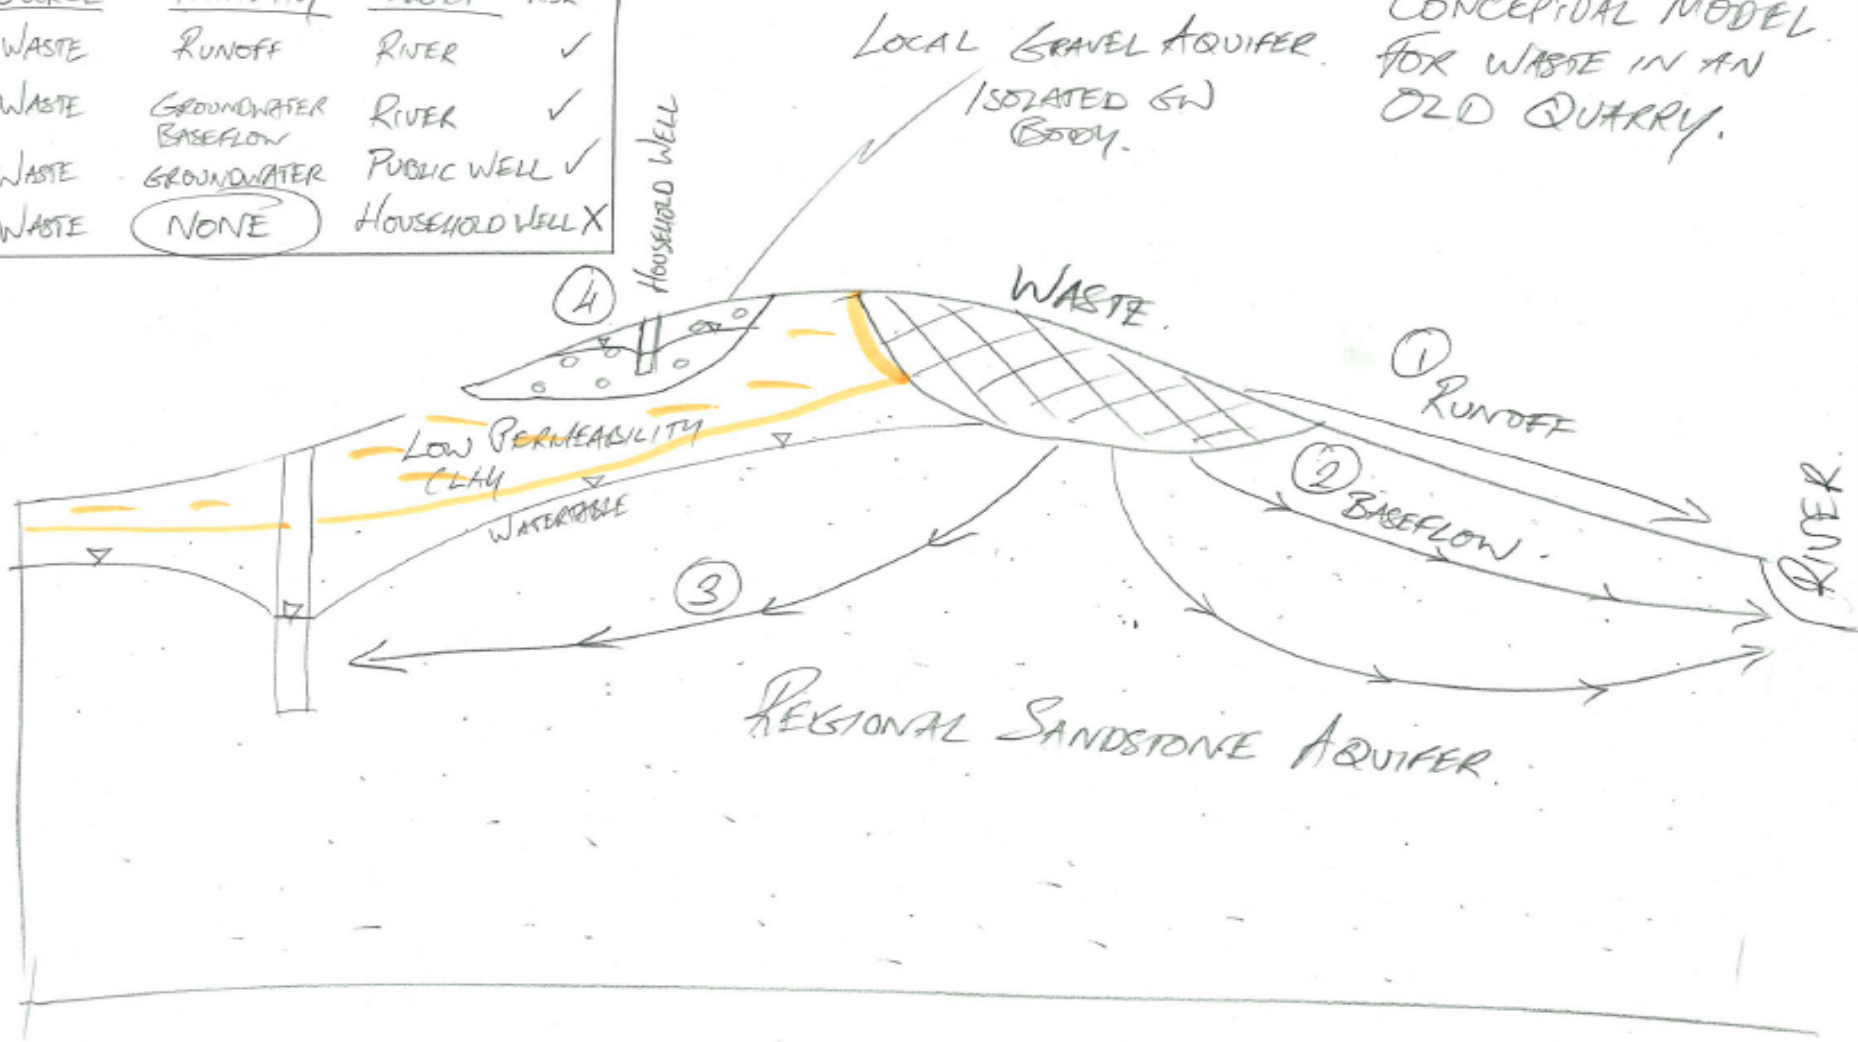 WASTE RUNOFF RIVER ✓
WASTE GROUNDWATER BASEFLOW RIVER ✓
WASTE GROUNDWATER PUBLIC WELL ✓
WASTE NONE HOUSEHOLD WELL X
LOCAL GRAVEL AQUIFER.
ISOLATED GW
BODY.
CONCEPTUAL MODEL
FOR WASTE IN AN
OLD QUARRY.
HOUSEHOLD WELL
4
WASTE.
1
RUNOFF
LOW PERMEABILITY
CLAY
WATERTABLE
2
BASEFLOW.
RIVER.
3
REGIONAL SANDSTONE AQUIFER.